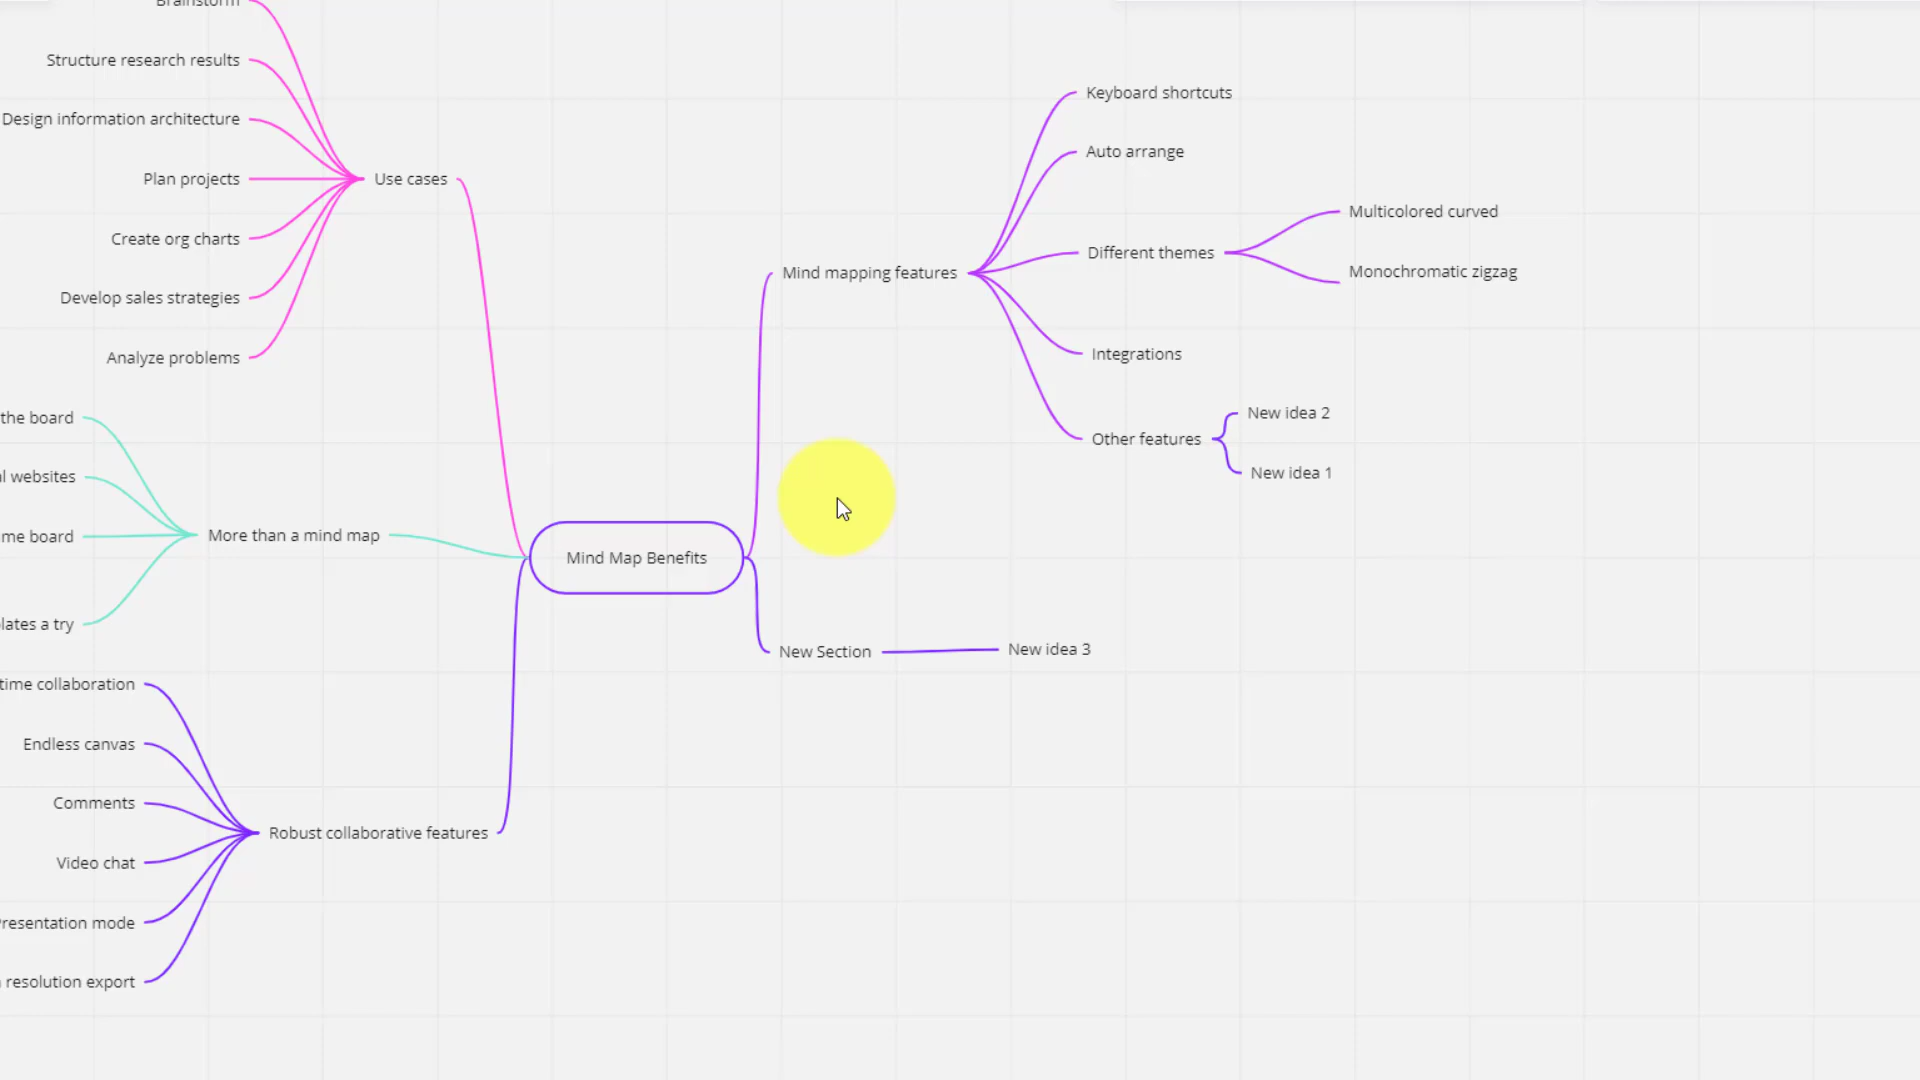 Brainstorm
Structure research results
Design information architecture
Plan projects
Create org charts
Develop sales strategies
Analyze problems
Use cases
the board
websites
me board
a try
More than a mind map
time collaboration
Endless canvas
Comments
Video chat
resentation mode
resolution export
Robust collaborative features
Mind Map Benefits
Mind mapping features
Keyboard shortcuts
Auto arrange
Different themes
Multicolored curved
Monochromatic zigzag
Integrations
Other features
New idea 2
New idea 1
New Section
New idea 3